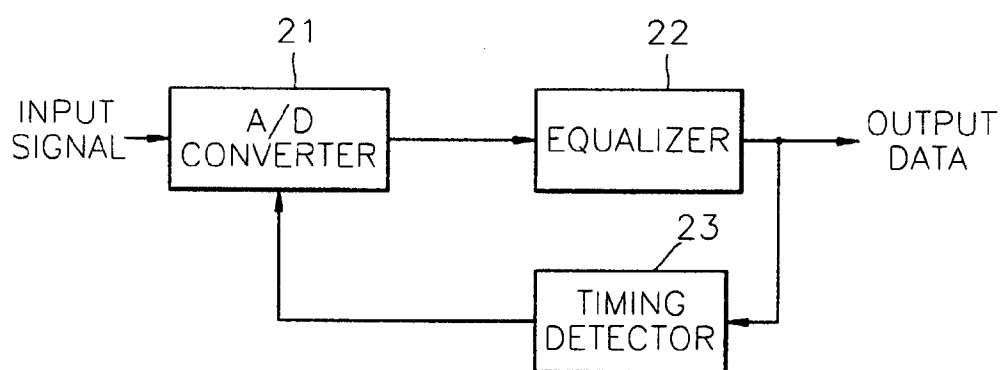 21
22
INPUT
SIGNAL
A/D
CONVERTER
EQUALIZER
OUTPUT
DATA
23
TIMING
DETECTOR